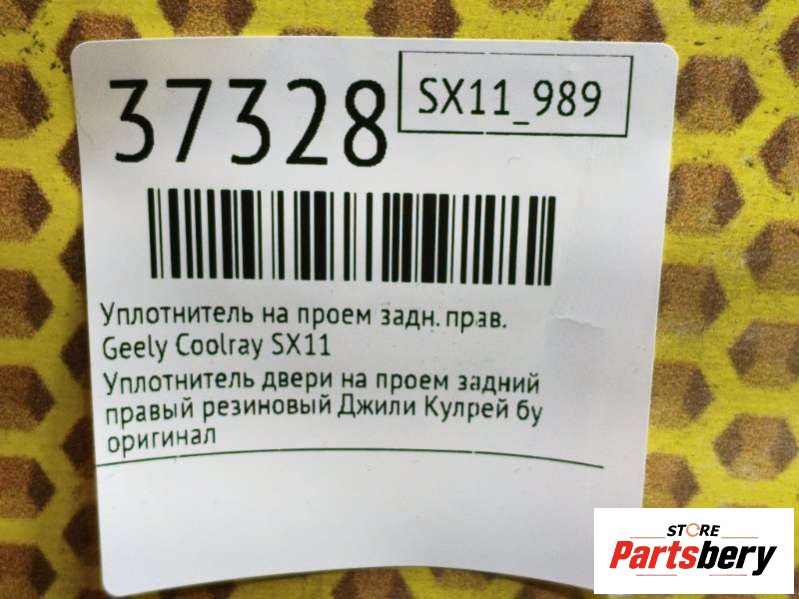 37328
SX11_989
Уплотнитель на проем задн. прав.
Geely Coolray SX11
Уплотнитель двери на проем задний
правый резиновый Джили Кулрей бу
оригинал
STORE
Partsbery